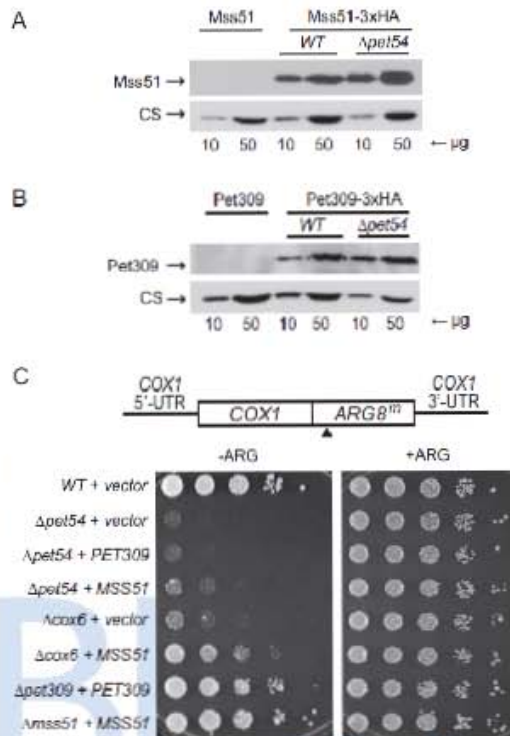 A
Mss51 Mss51-3xHA
WT Δpet54
Mss51 →
CS →
10 50 10 50 10 50 ← µg
B
Pet309 Pet309-3xHA
WT Δpet54
Pet309 →
CS →
10 50 10 50 10 50 ← µg
C
COX1 5'-UTR COX1 ARG8m COX1 3'-UTR
-ARG +ARG
WT + vector
Δpet54 + vector
Δpet54 + PET309
Δpet54 + MSS51
Δcox6 + vector
Δcox6 + MSS51
Δpet309 + PET309
Δmss51 + MSS51